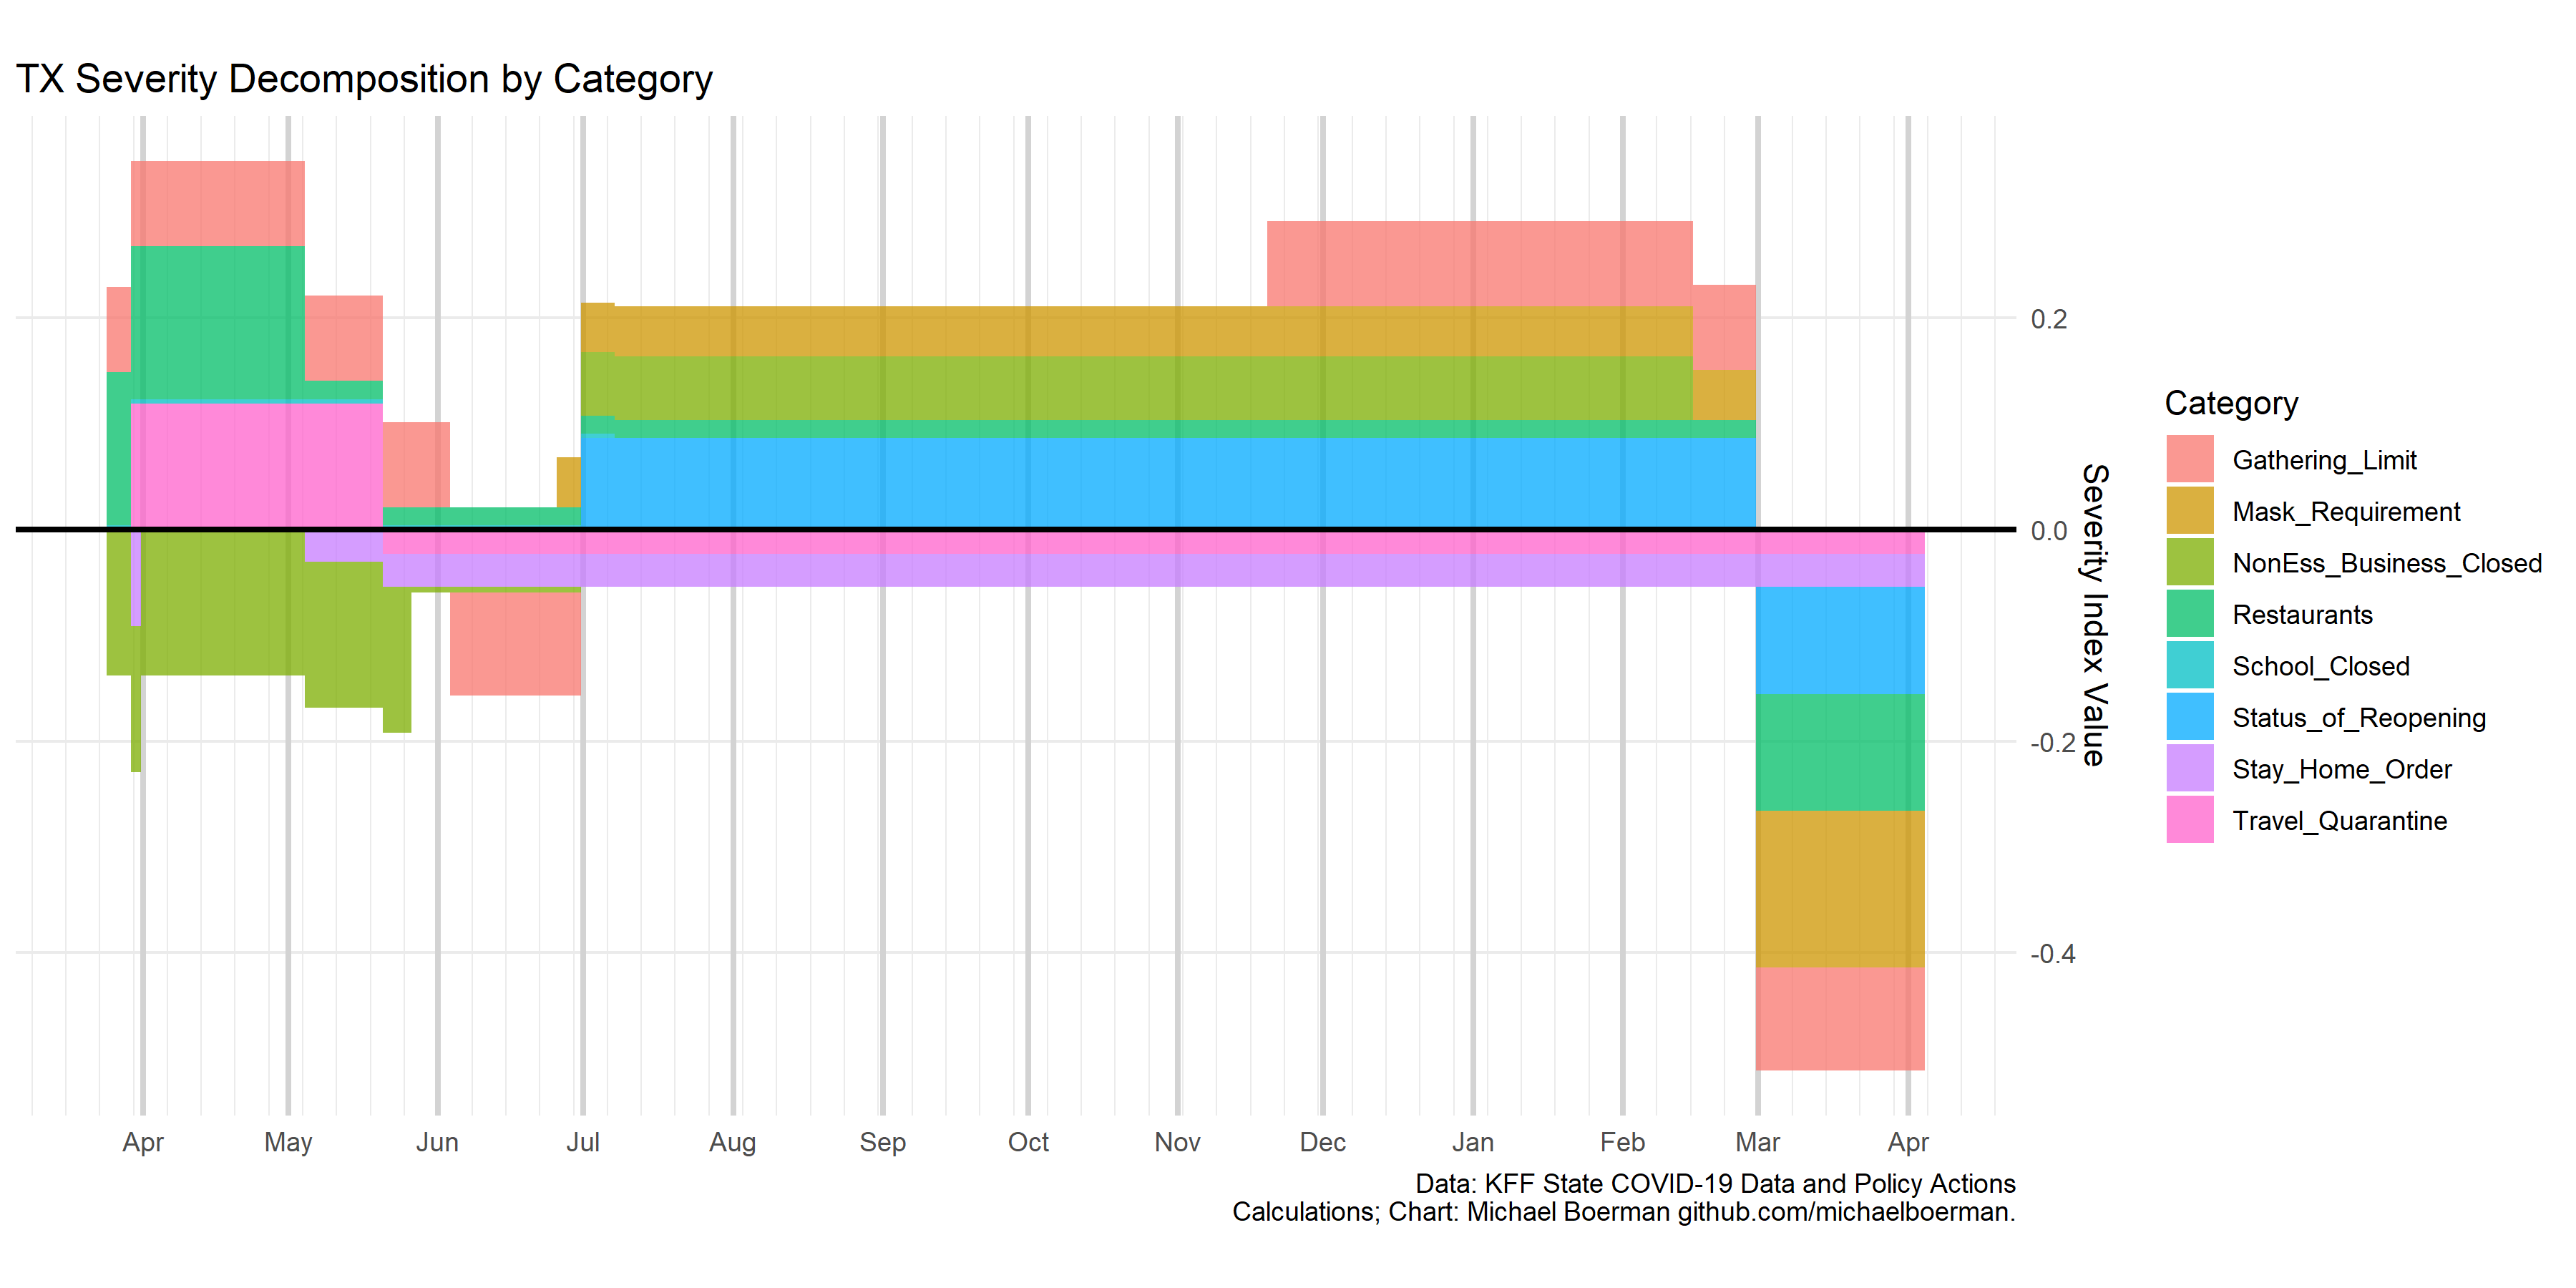 TX Severity Decomposition by Category
0.2
0.0
-0.2
-0.4
Severity Index Value
Apr May Jun Jul Aug Sep Oct Nov Dec Jan Feb Mar Apr
Category
Gathering_Limit
Mask_Requirement
NonEss_Business_Closed
Restaurants
School_Closed
Status_of_Reopening
Stay_Home_Order
Travel_Quarantine
Data: KFF State COVID-19 Data and Policy Actions
Calculations; Chart: Michael Boerman github.com/michaelboerman.